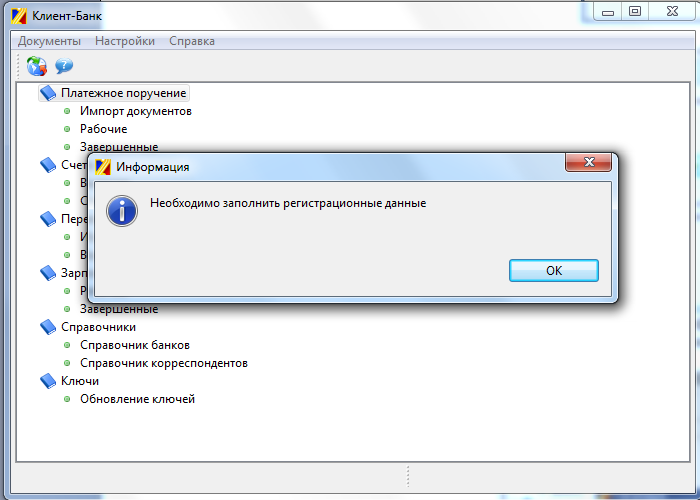 Клиент-Банк
Документы Настройки Справка
Платежное поручение
Импорт документов
Рабочие
Завершенные
Информация
Необходимо заполнить регистрационные данные
OK
Завершенные
Справочники
Справочник банков
Справочник корреспондентов
Ключи
Обновление ключей